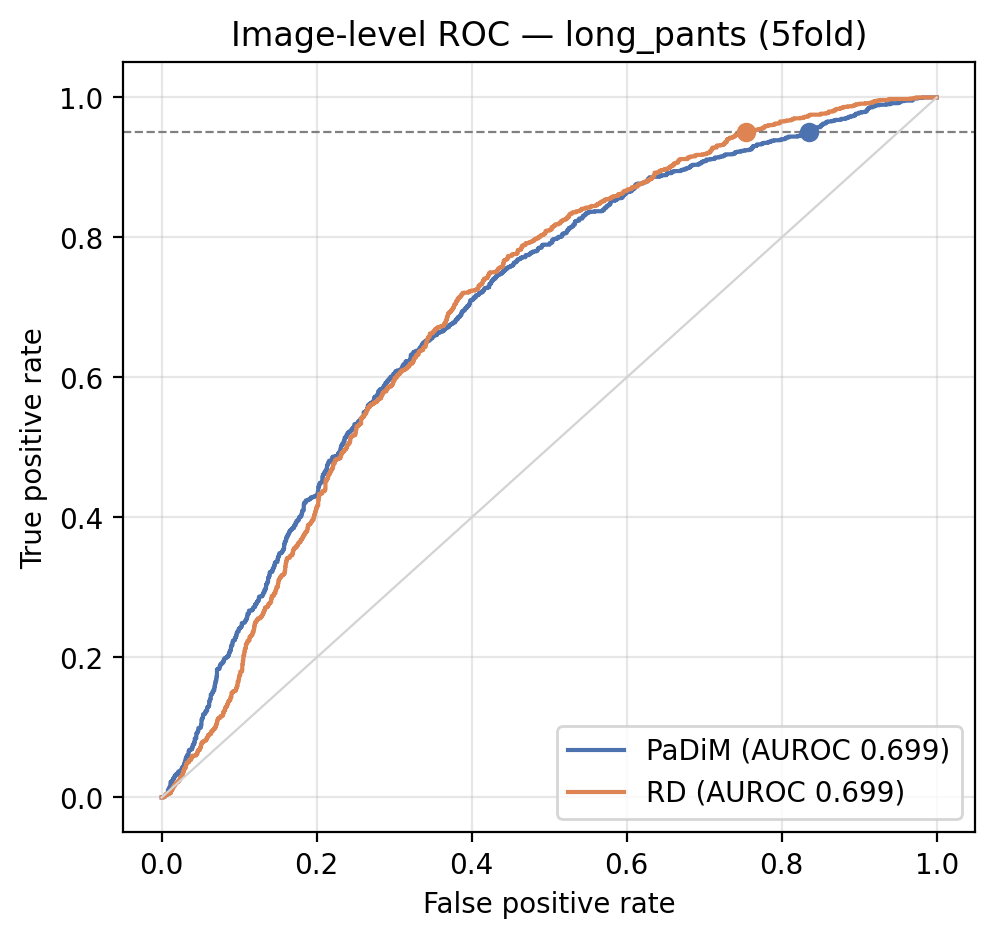 Image-level ROC — long_pants (5fold)
1.0
0.8
0.6
0.4
0.2
0.0
True positive rate
PaDiM (AUROC 0.699)
RD (AUROC 0.699)
0.0 0.2 0.4 0.6 0.8 1.0
False positive rate